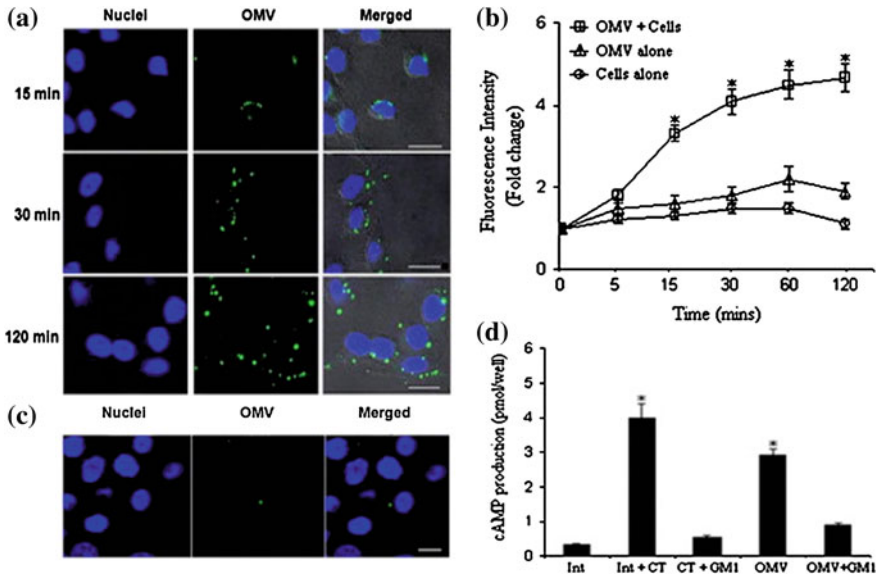 (a)
Nuclei OMV Merged
15 min
30 min
120 min
(b)
OMV + Cells
OMV alone
Cells alone
Fluorescence Intensity
(Fold change)
6
4
2
0
* * * *
0 5 15 30 60 120
Time (mins)
(c)
Nuclei OMV Merged
(d)
cAMP production (pmol/well)
6
5
4
3
2
1
0
* *
Int Int + CT CT + GM1 OMV OMV+GM1